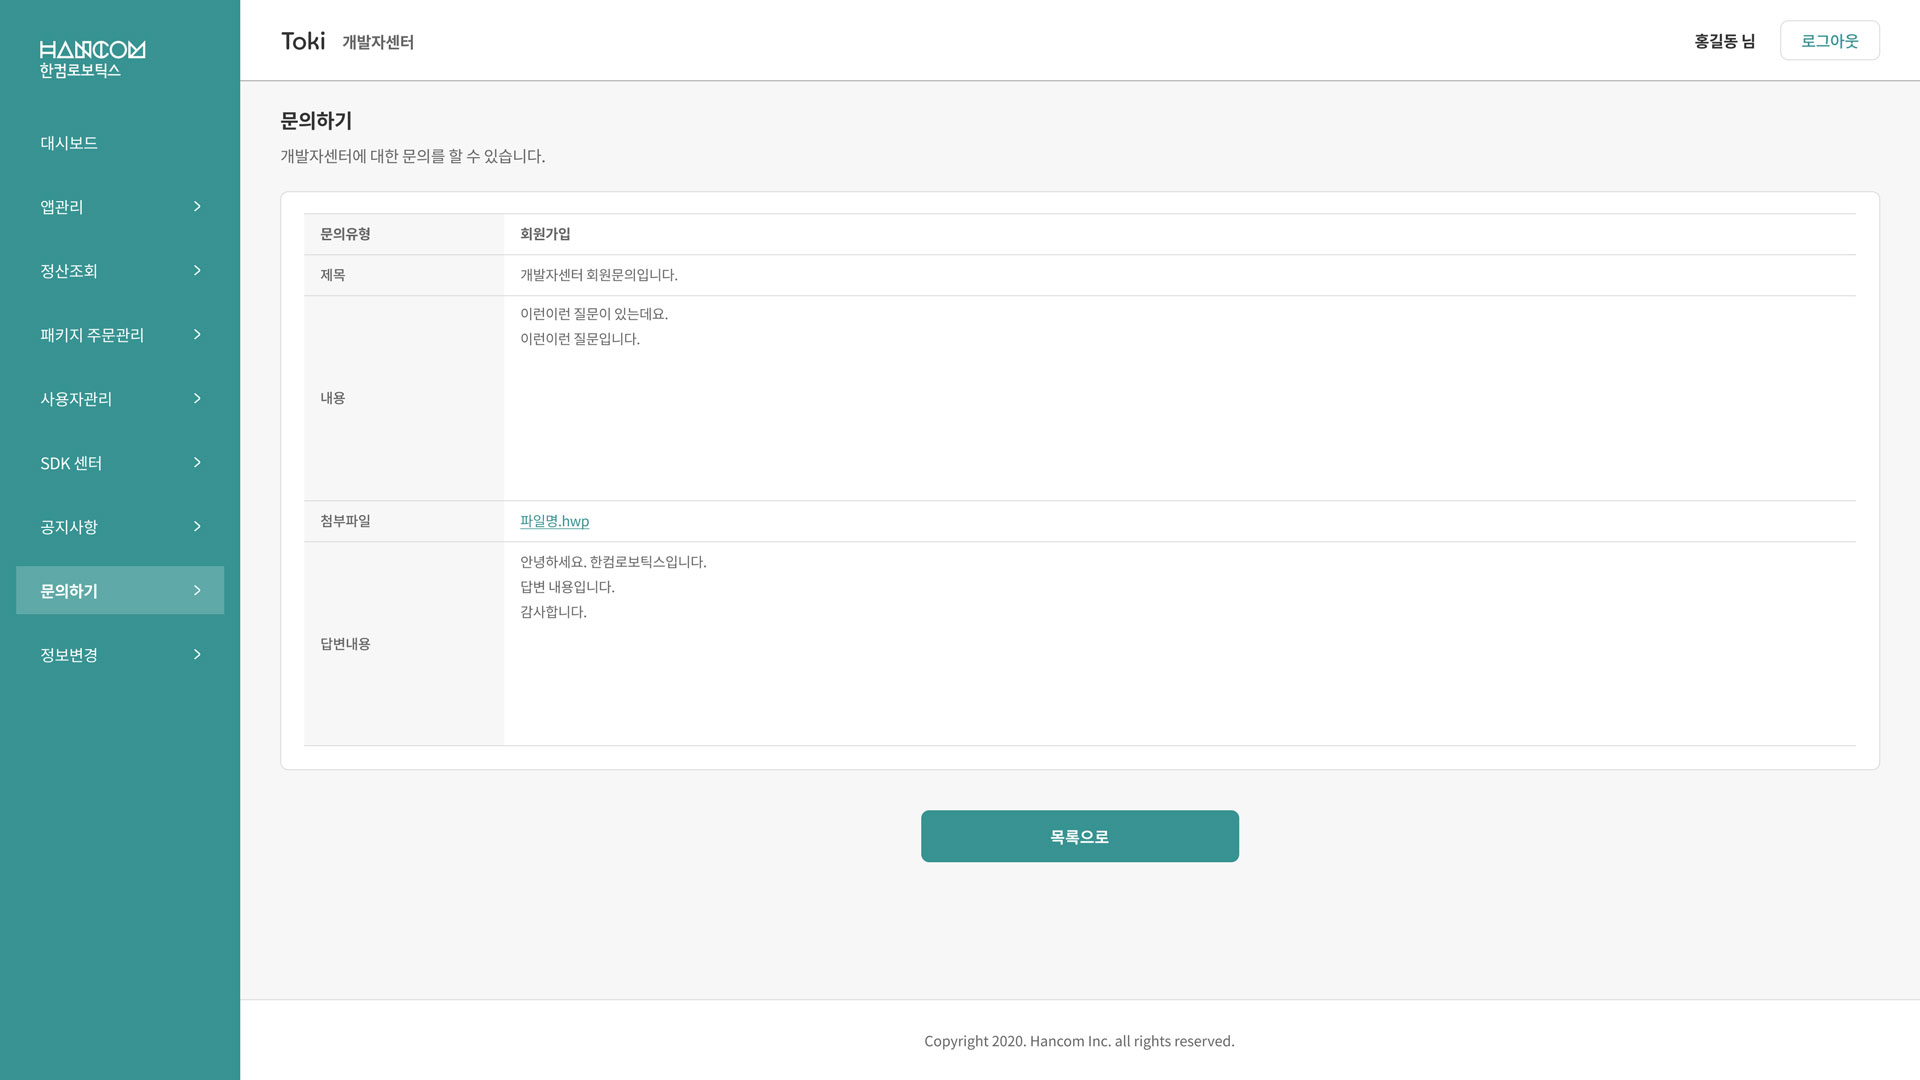 HANCOM
한컴로보틱스
대시보드
앱관리
정산조회
패키지 주문관리
사용자관리
SDK 센터
공지사항
문의하기
정보변경
Toki 개발자센터
홍길동 님
로그아웃
문의하기
개발자센터에 대한 문의를 할 수 있습니다.
문의유형 회원가입
제목 개발자센터 회원문의입니다.
내용
이런이런 질문이 있는데요.
이런이런 질문입니다.
첨부파일 파일명.hwp
답변내용
안녕하세요. 한컴로보틱스입니다.
답변 내용입니다.
감사합니다.
목록으로
Copyright 2020. Hancom Inc. all rights reserved.